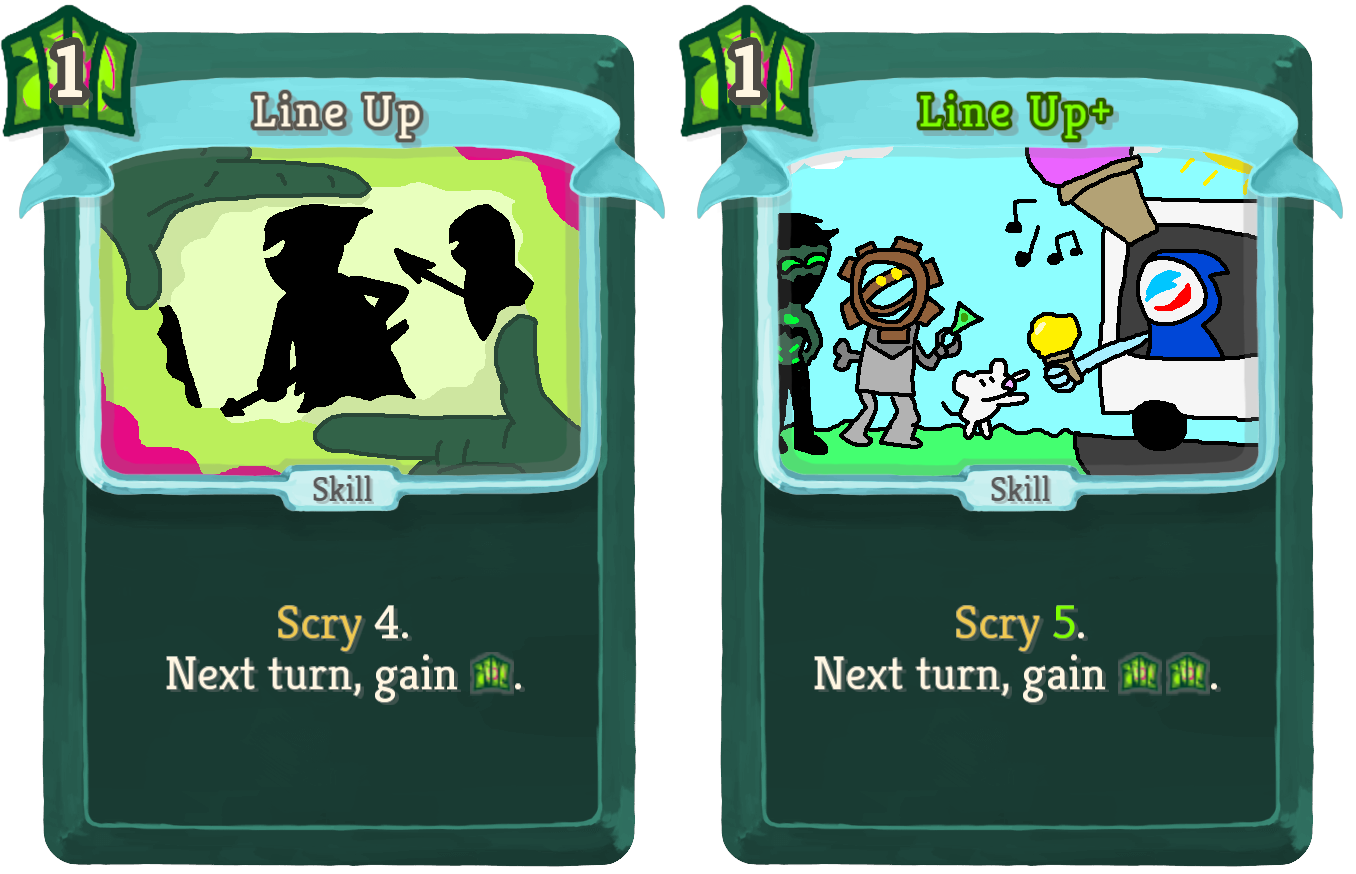 1
Line Up
Skill
Scry 4.
Next turn, gain .
1
Line Up+
Skill
Scry 5.
Next turn, gain .